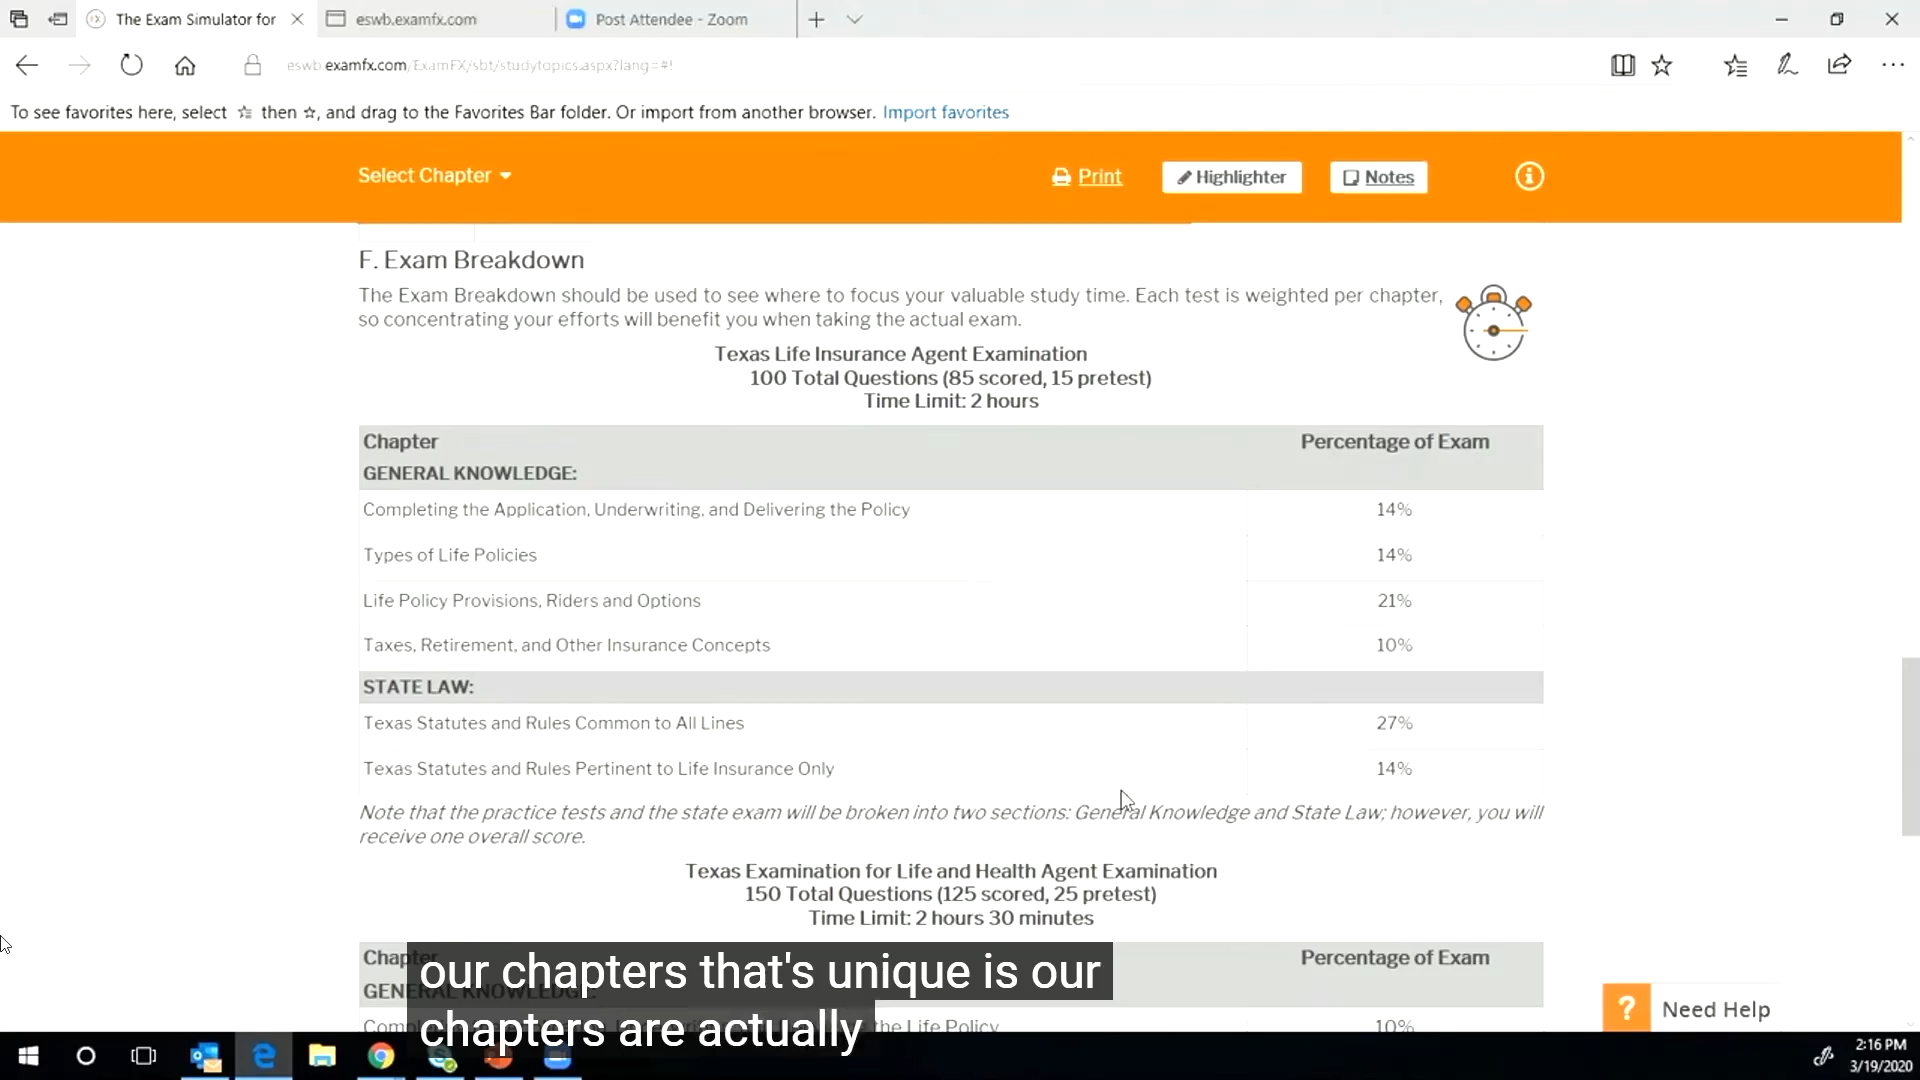 The Exam Simulator for
eswb.examfx.com
Post Attendee - Zoom
eswb.examfx.com/ExamFX/sbt/studytopics.aspx?lang=#!
To see favorites here, select then ☆, and drag to the Favorites Bar folder. Or import from another browser. Import favorites
Select Chapter
Print
Highlighter
Notes
F. Exam Breakdown
The Exam Breakdown should be used to see where to focus your valuable study time. Each test is weighted per chapter,
so concentrating your efforts will benefit you when taking the actual exam.
Texas Life Insurance Agent Examination
100 Total Questions (85 scored, 15 pretest)
Time Limit: 2 hours
Chapter Percentage of Exam
GENERAL KNOWLEDGE:
Completing the Application, Underwriting, and Delivering the Policy 14%
Types of Life Policies 14%
Life Policy Provisions, Riders and Options 21%
Taxes, Retirement, and Other Insurance Concepts 10%
STATE LAW:
Texas Statutes and Rules Common to All Lines 27%
Texas Statutes and Rules Pertinent to Life Insurance Only 14%
Note that the practice tests and the state exam will be broken into two sections: General Knowledge and State Law; however, you will
receive one overall score.
Texas Examination for Life and Health Agent Examination
150 Total Questions (125 scored, 25 pretest)
Time Limit: 2 hours 30 minutes
Chapter Percentage of Exam
GENERAL KNOWLEDGE:
the Life Policy 10%
our chapters that's unique is our
chapters are actually
? Need Help
2:16 PM
3/19/2020